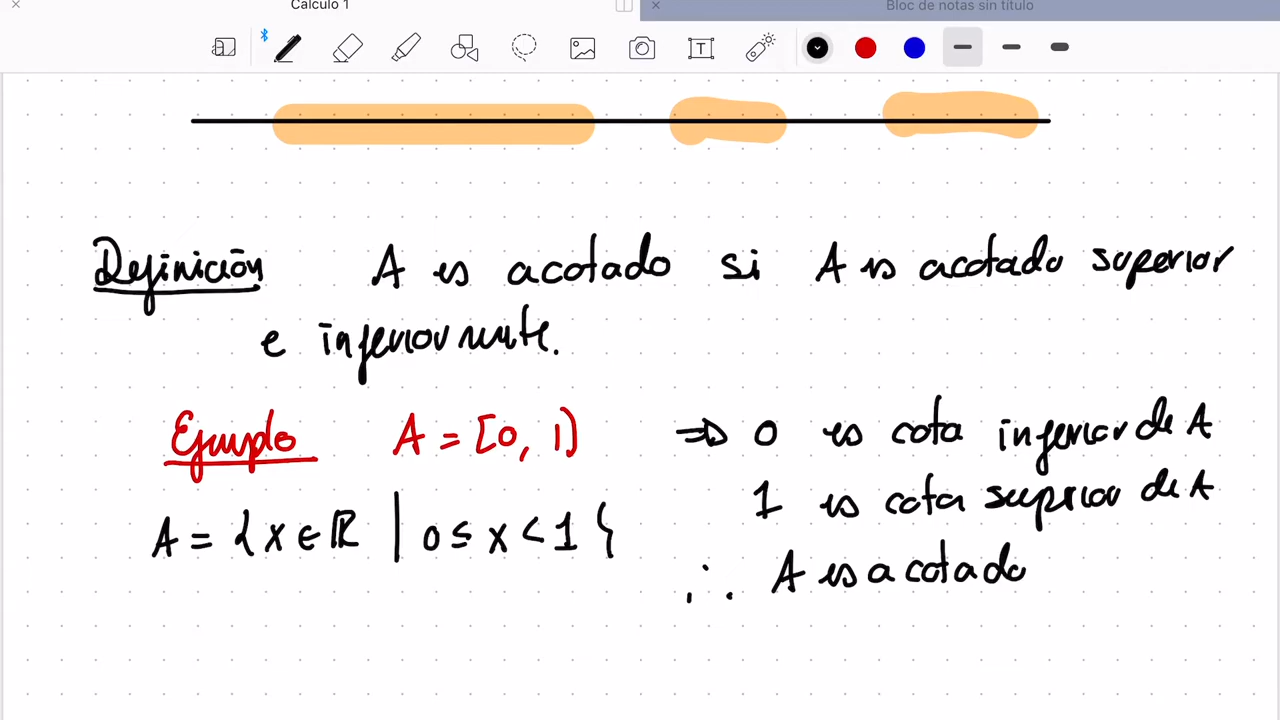 Calculo 1
Bloc de notas sin título
T
Definición A es acotado si A es acotado superior
e inferiormente.
Ejemplo A = [0, 1) ⇒ 0 es cota inferior de A
1 es cota superior de A
A = { x ∈ ℝ | 0 ≤ x < 1 }
∴ A es acotado